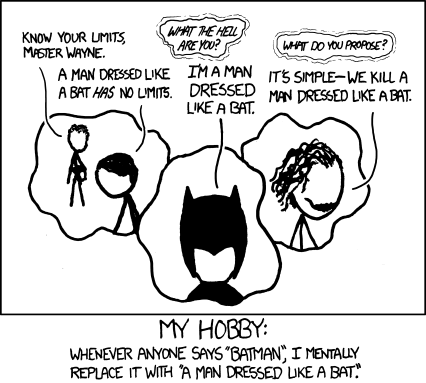 KNOW YOUR LIMITS,
MASTER WAYNE.
A MAN DRESSED LIKE
A BAT HAS NO LIMITS.
WHAT THE HELL
ARE YOU?
I'M A MAN
DRESSED
LIKE A BAT.
WHAT DO YOU PROPOSE?
IT'S SIMPLE—WE KILL A
MAN DRESSED LIKE A BAT.
MY HOBBY:
WHENEVER ANYONE SAYS "BATMAN", I MENTALLY
REPLACE IT WITH "A MAN DRESSED LIKE A BAT."